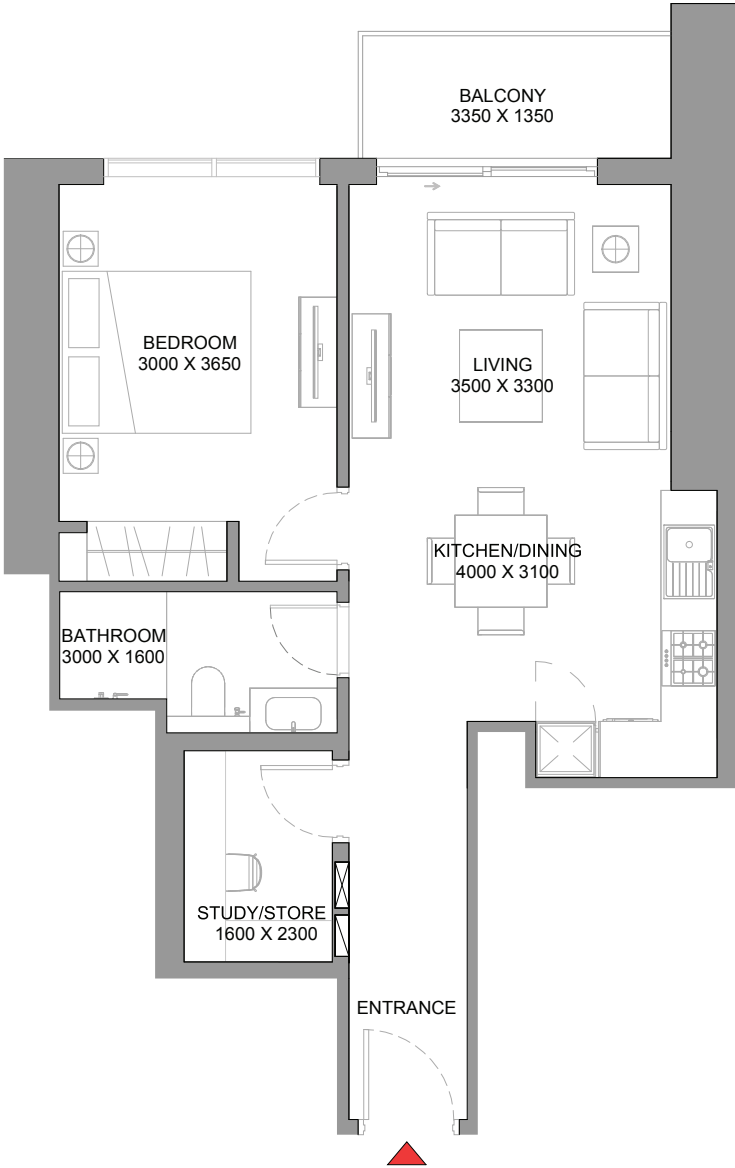 BALCONY
3350 X 1350
BEDROOM
3000 X 3650
LIVING
3500 X 3300
KITCHEN/DINING
4000 X 3100
BATHROOM
3000 X 1600
STUDY/STORE
1600 X 2300
ENTRANCE